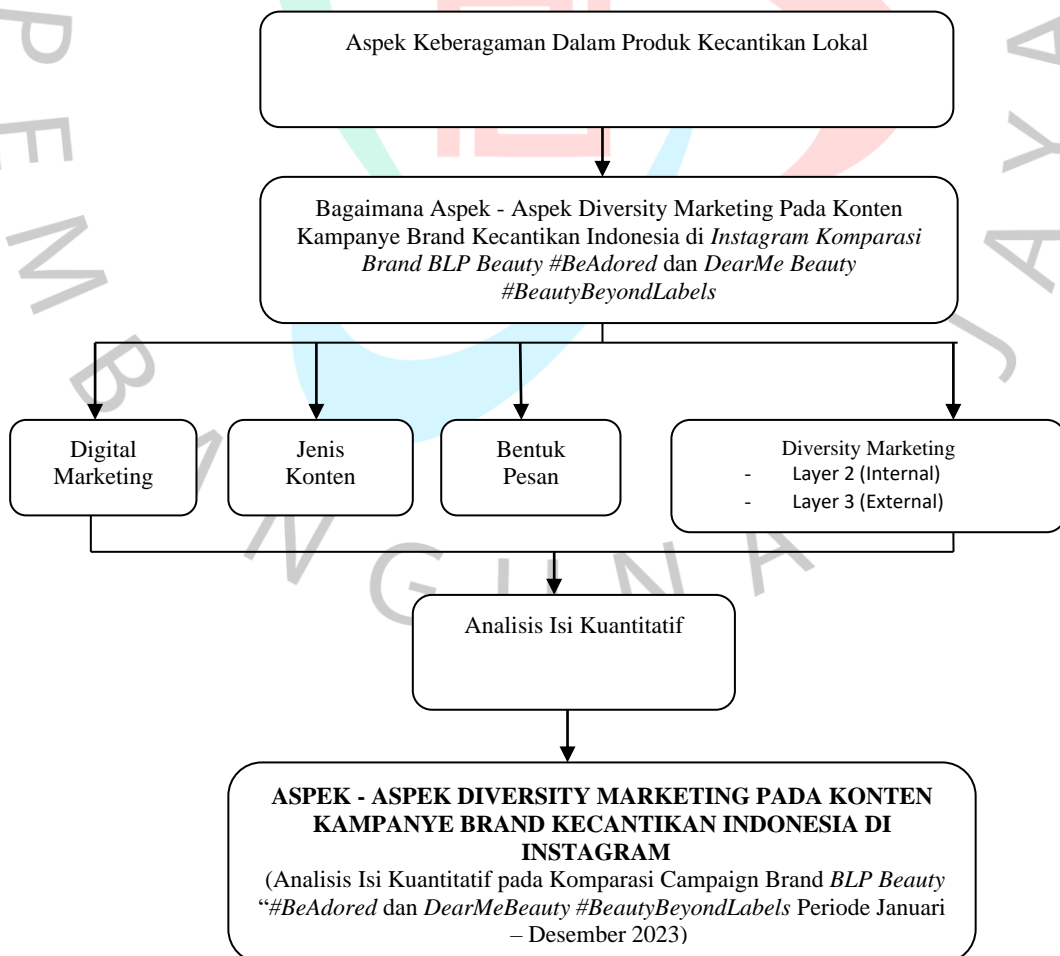 Aspek Keberagaman Dalam Produk Kecantikan Lokal
Bagaimana Aspek - Aspek Diversity Marketing Pada Konten
Kampanye Brand Kecantikan Indonesia di Instagram Komparasi
Brand BLP Beauty #BeAdored dan DearMe Beauty
#BeautyBeyondLabels
Digital
Marketing
Jenis
Konten
Bentuk
Pesan
Diversity Marketing
- Layer 2 (Internal)
- Layer 3 (External)
Analisis Isi Kuantitatif
ASPEK - ASPEK DIVERSITY MARKETING PADA KONTEN
KAMPANYE BRAND KECANTIKAN INDONESIA DI
INSTAGRAM
(Analisis Isi Kuantitatif pada Komparasi Campaign Brand BLP Beauty
“#BeAdored dan DearMeBeauty #BeautyBeyondLabels Periode Januari
– Desember 2023)
PEMBANGUNA JAYA